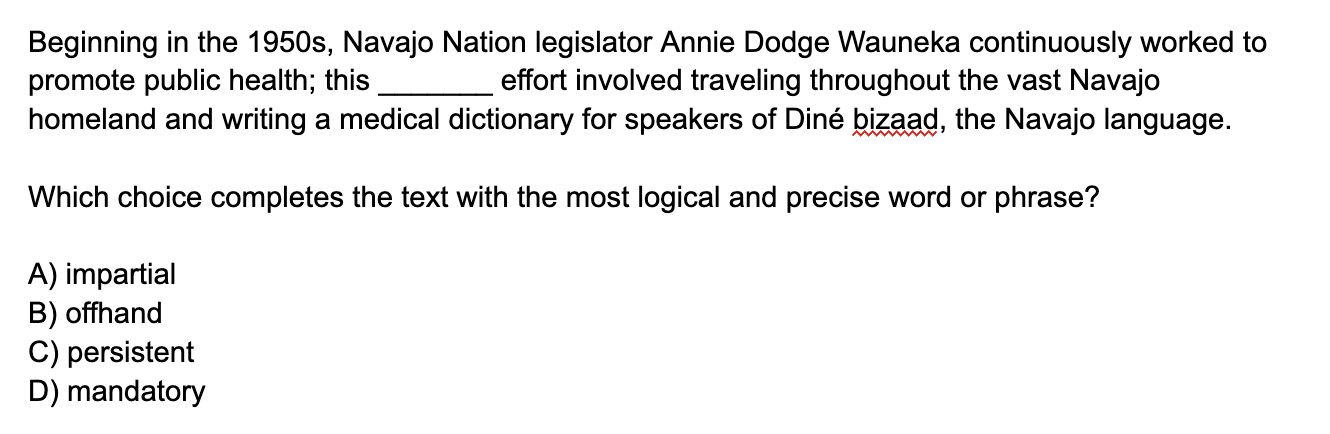 Beginning in the 1950s, Navajo Nation legislator Annie Dodge Wauneka continuously worked to
promote public health; this _______ effort involved traveling throughout the vast Navajo
homeland and writing a medical dictionary for speakers of Diné bizaad, the Navajo language.
Which choice completes the text with the most logical and precise word or phrase?
A) impartial
B) offhand
C) persistent
D) mandatory